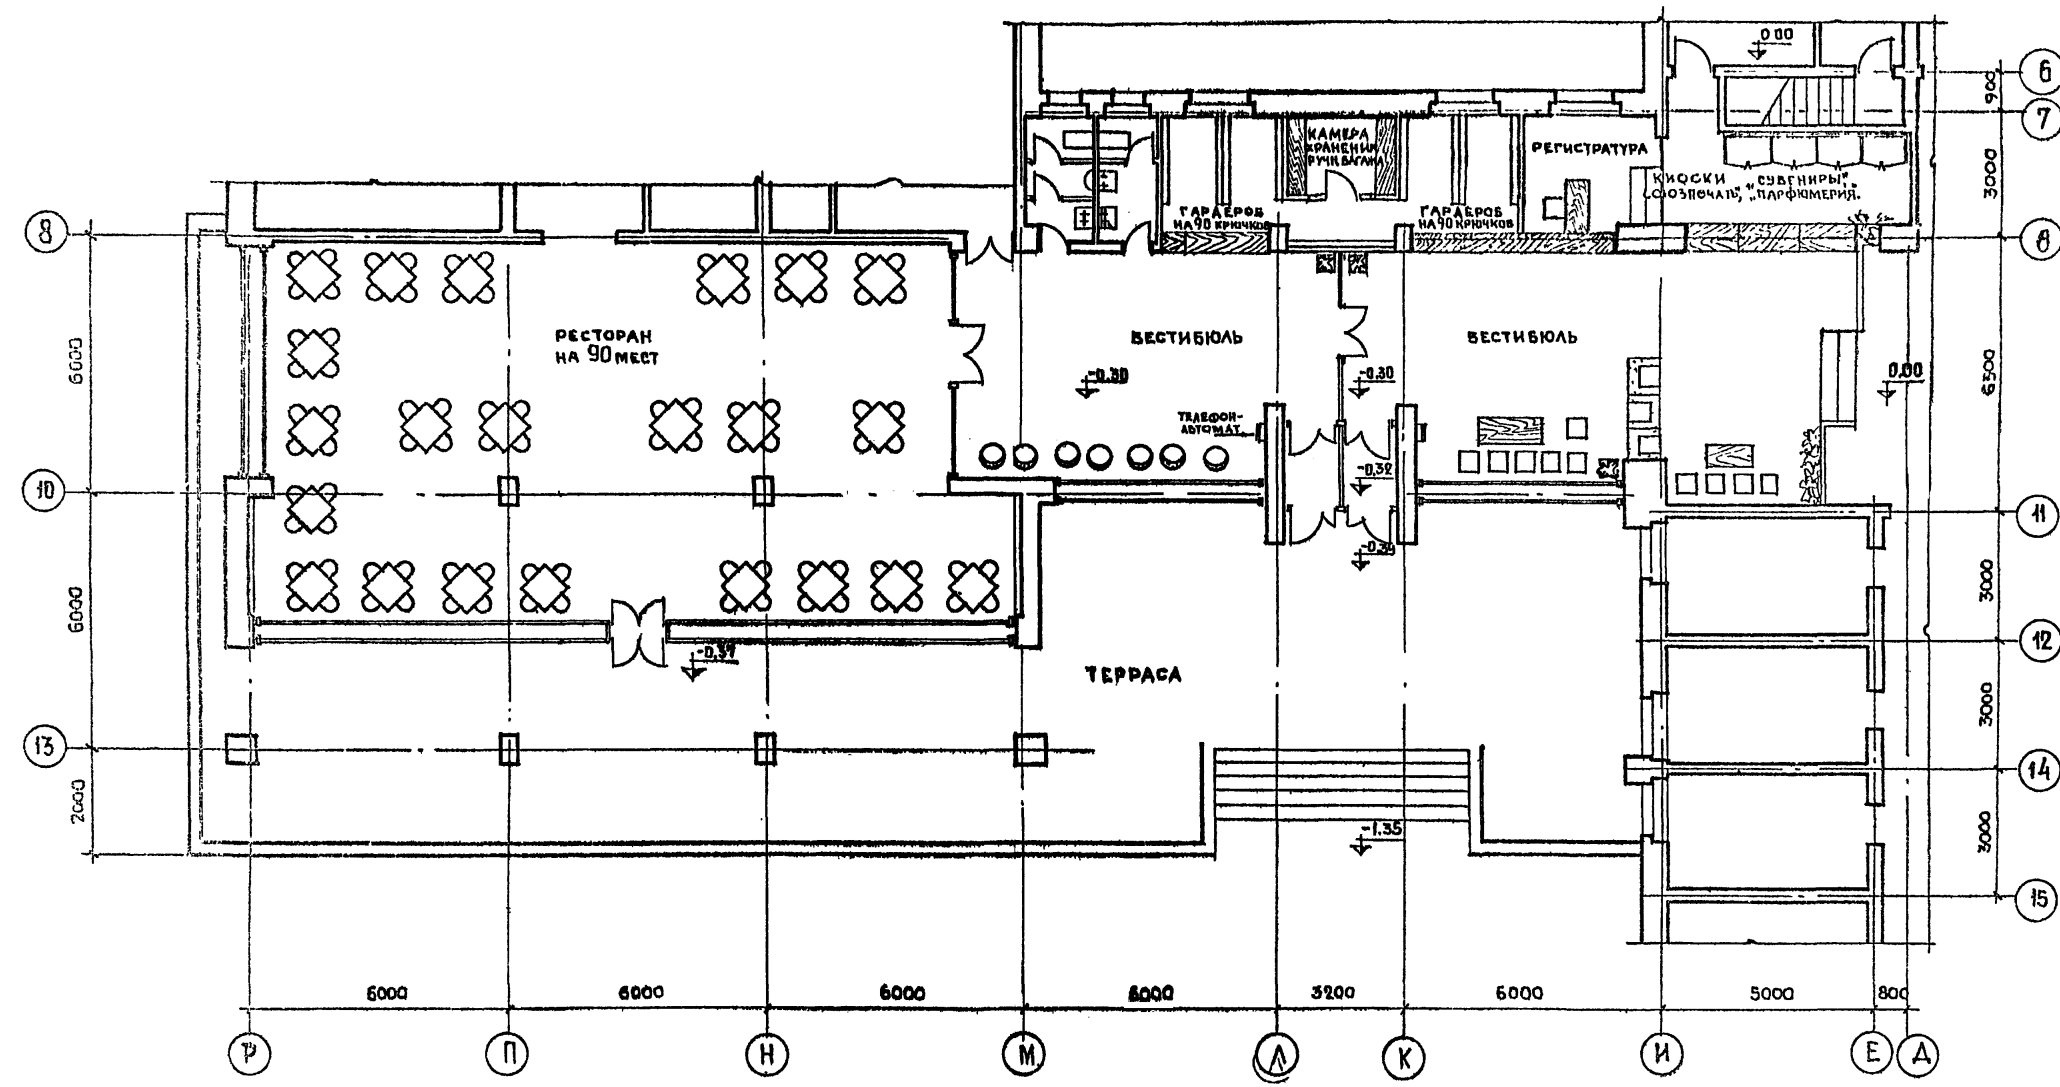 0.00
6
900
7
КАМЕРА
ХРАНЕНИЯ
РУЧН. БАГАЖА
РЕГИСТРАТУРА
3000
КИОСКИ „СУВЕНИРЫ”,
СОЮЗПЕЧАТЬ”, „ПАРФЮМЕРИЯ.”
ГАРДЕРОБ
НА 90 КРЮЧКОВ
ГАРДЕРОБ
НА 90 КРЮЧКОВ
8
8
РЕСТОРАН
НА 90 МЕСТ
ВЕСТИБЮЛЬ
ВЕСТИБЮЛЬ
6000
-0.30
-0.30
0.00
6300
ТЕЛЕФОН-
АВТОМАТ
-0.32
10
11
6000
3000
-0.37
ТЕРРАСА
12
3000
13
14
2000
-1.35
3000
15
6000
6000
6000
6000
3200
6000
5000
800
Р
П
Н
М
Л
К
И
Е
Д